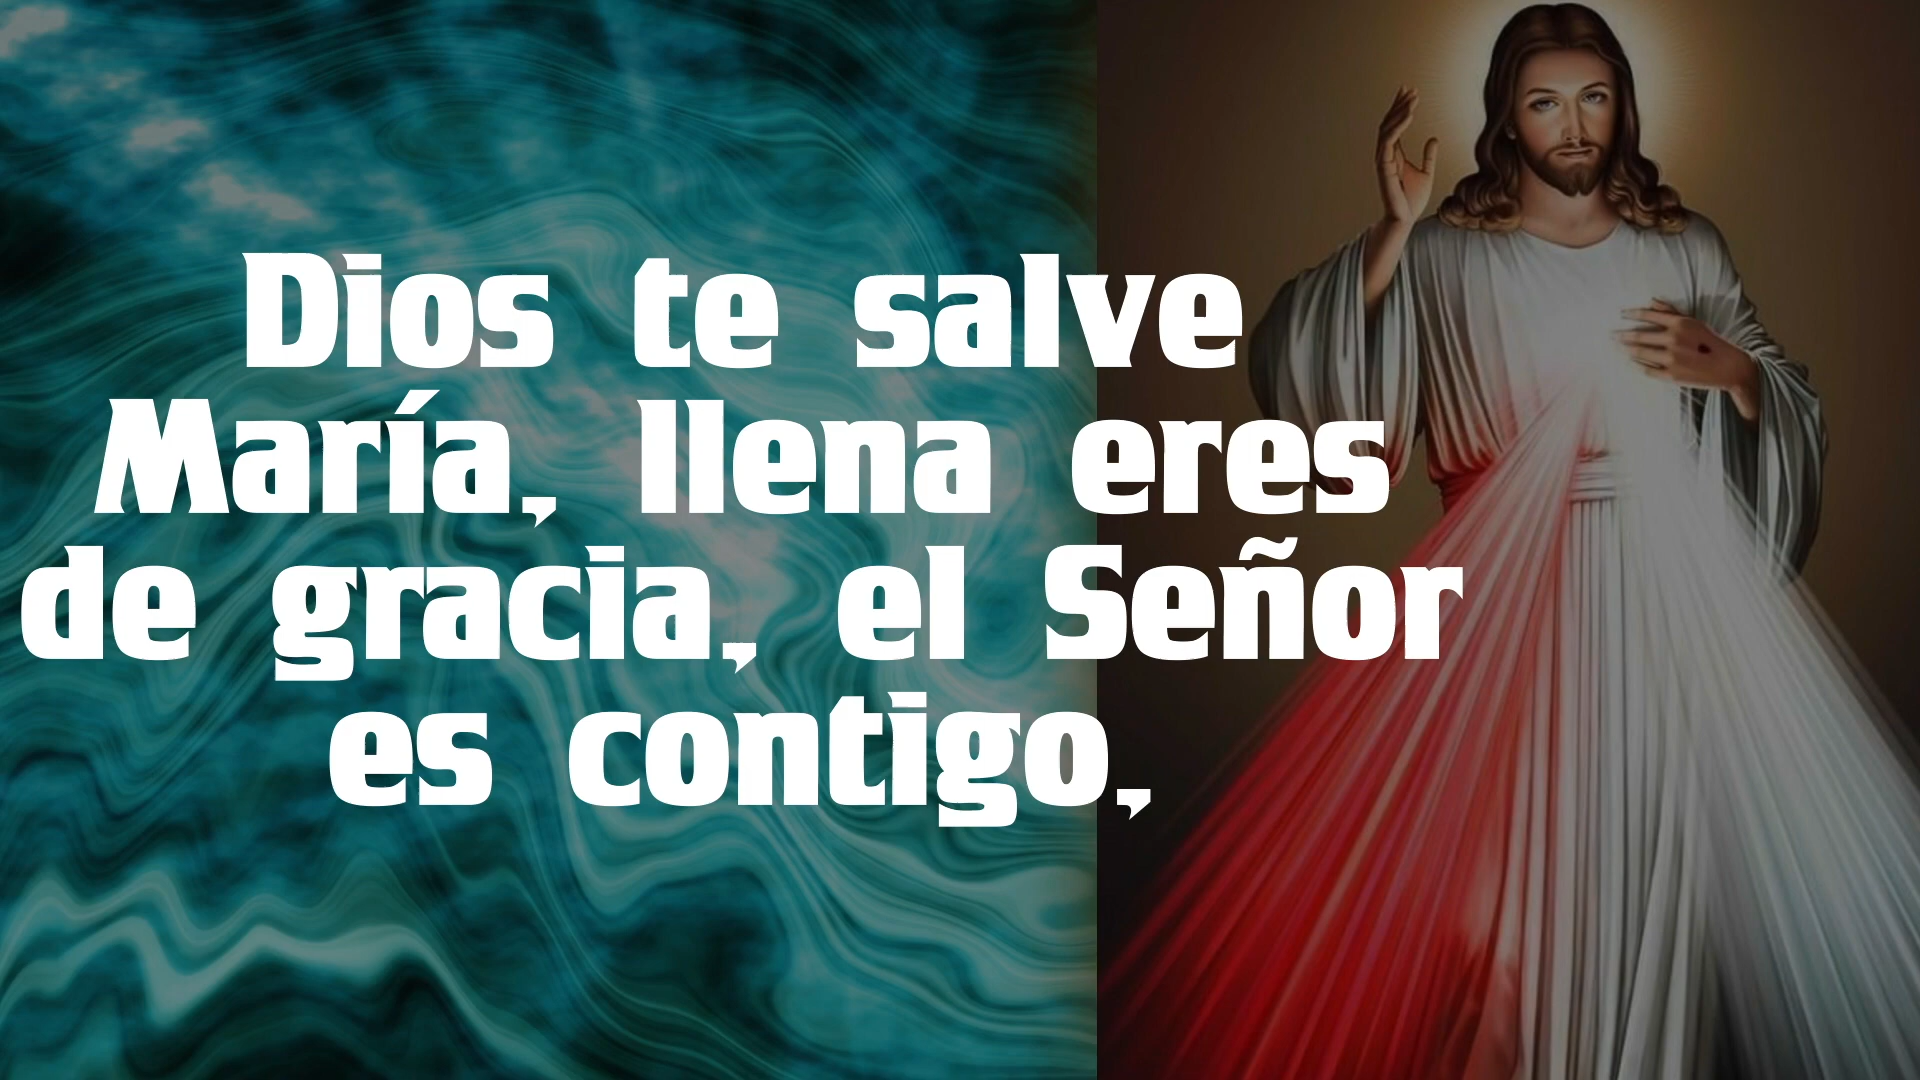 Dios te salve
María, llena eres
de gracia, el Señor
es contigo,